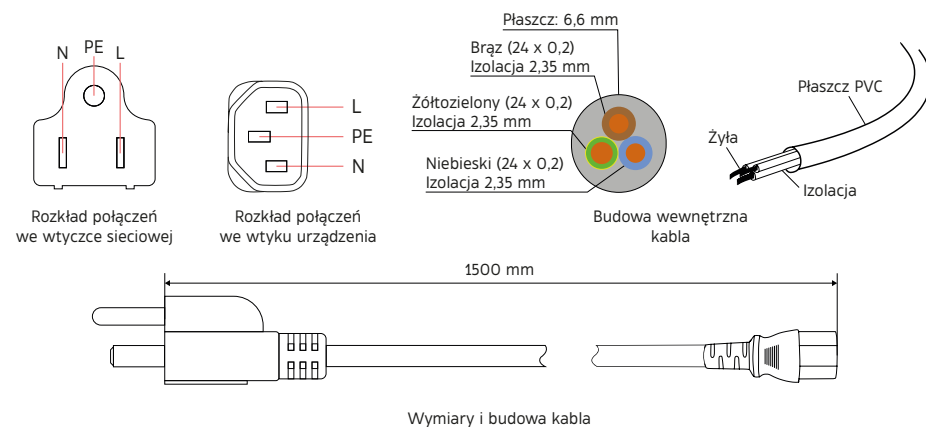 N PE L
Rozkład połączeń
we wtyczce sieciowej
L
PE
N
Rozkład połączeń
we wtyku urządzenia
Płaszcz: 6,6 mm
Brąz (24 x 0,2)
Izolacja 2,35 mm
Żółtozielony (24 x 0,2)
Izolacja 2,35 mm
Niebieski (24 x 0,2)
Izolacja 2,35 mm
Budowa wewnętrzna
kabla
Płaszcz PVC
Żyła
Izolacja
1500 mm
Wymiary i budowa kabla